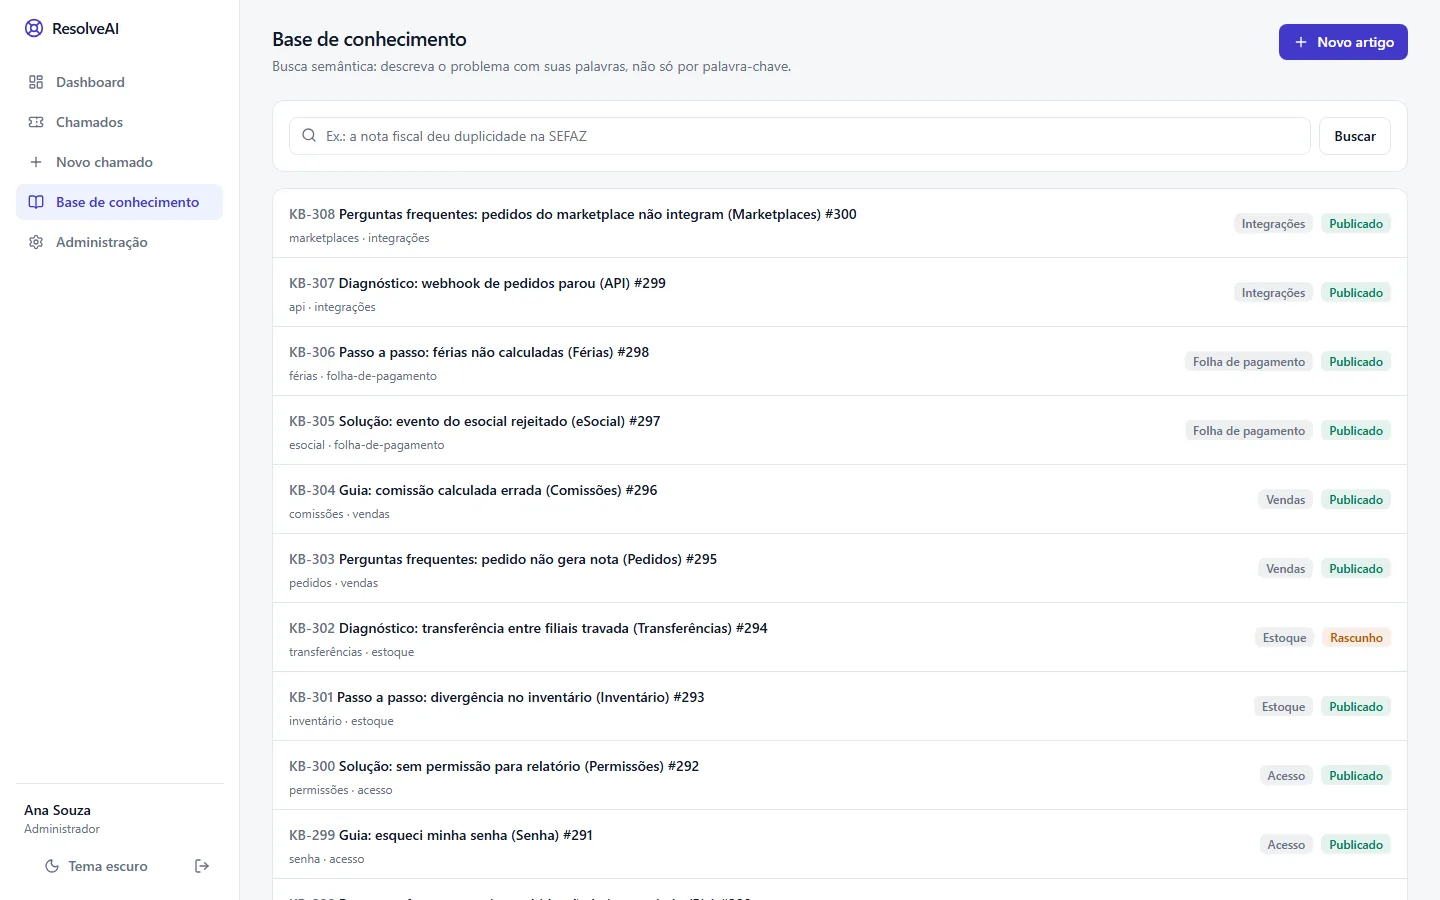 ResolveAI
Dashboard
Chamados
Novo chamado
Base de conhecimento
Administração
Ana Souza
Administrador
Tema escuro
Base de conhecimento
Busca semântica: descreva o problema com suas palavras, não só por palavra-chave.
Novo artigo
Ex.: a nota fiscal deu duplicidade na SEFAZ
Buscar
KB-308 Perguntas frequentes: pedidos do marketplace não integram (Marketplaces) #300
marketplaces · integrações
Integrações Publicado
KB-307 Diagnóstico: webhook de pedidos parou (API) #299
api · integrações
Integrações Publicado
KB-306 Passo a passo: férias não calculadas (Férias) #298
férias · folha-de-pagamento
Folha de pagamento Publicado
KB-305 Solução: evento do esocial rejeitado (eSocial) #297
esocial · folha-de-pagamento
Folha de pagamento Publicado
KB-304 Guia: comissão calculada errada (Comissões) #296
comissões · vendas
Vendas Publicado
KB-303 Perguntas frequentes: pedido não gera nota (Pedidos) #295
pedidos · vendas
Vendas Publicado
KB-302 Diagnóstico: transferência entre filiais travada (Transferências) #294
transferências · estoque
Estoque Rascunho
KB-301 Passo a passo: divergência no inventário (Inventário) #293
inventário · estoque
Estoque Publicado
KB-300 Solução: sem permissão para relatório (Permissões) #292
permissões · acesso
Acesso Publicado
KB-299 Guia: esqueci minha senha (Senha) #291
senha · acesso
Acesso Publicado